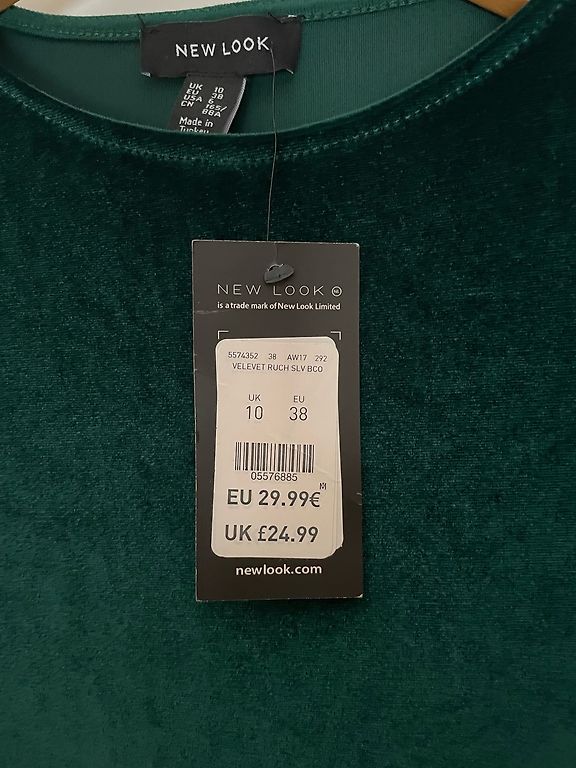 NEW LOOK
UK 10
EU 38
USA 6
CN 165/
88A
Made in
Turkey
NEW LOOK NL
is a trade mark of New Look Limited
5574352 38 AW17 292
VELEVET RUCH SLV BCO
UK EU
10 38
05576885
EU 29.99€
UK £24.99
newlook.com